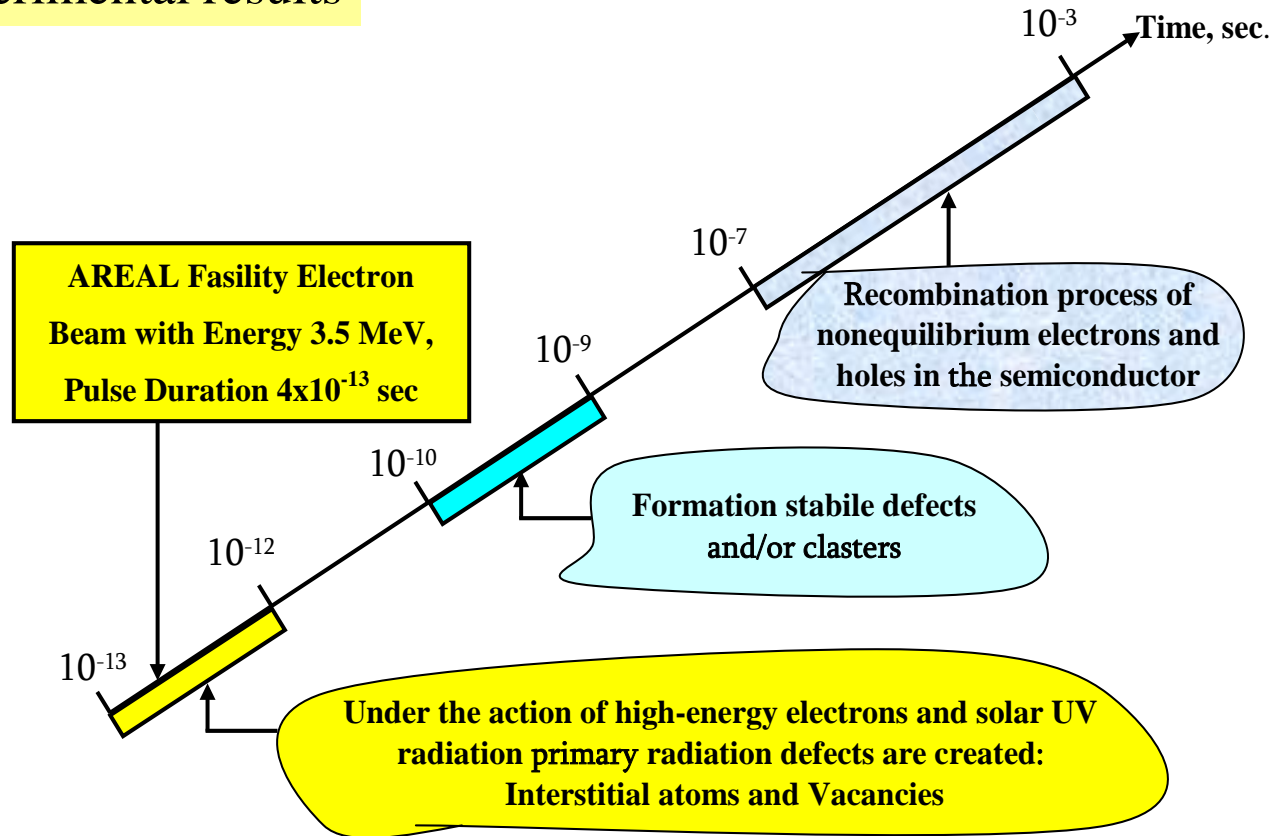 10⁻³
Time, sec.
10⁻⁷
AREAL Fasility Electron
Beam with Energy 3.5 MeV,
Pulse Duration 4x10⁻¹³ sec
Recombination process of
nonequilibrium electrons and
holes in the semiconductor
10⁻⁹
10⁻¹⁰
Formation stabile defects
and/or clasters
10⁻¹²
10⁻¹³
Under the action of high-energy electrons and solar UV
radiation primary radiation defects are created:
Interstitial atoms and Vacancies